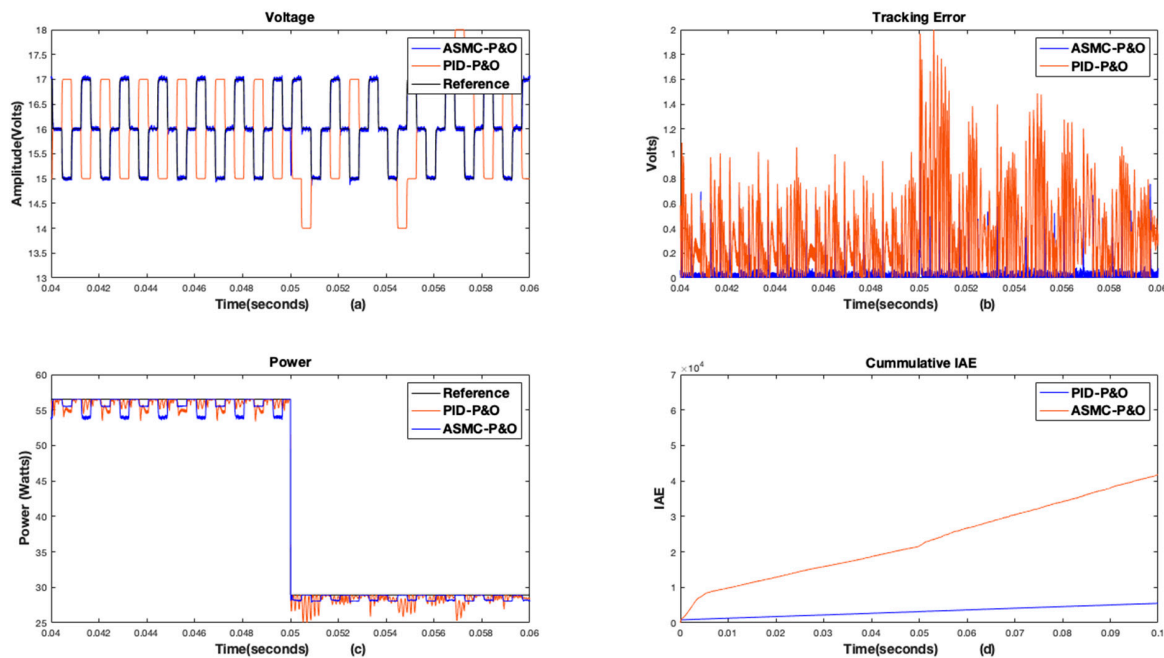 Voltage
18
17.5
17
16.5
16
15.5
15
14.5
14
13.5
13
Amplitude(Volts)
ASMC-P&O
PID-P&O
Reference
0.04 0.042 0.044 0.046 0.048 0.05 0.052 0.054 0.056 0.058 0.06
Time(seconds) (a)
Tracking Error
2
1.8
1.6
1.4
1.2
1
0.8
0.6
0.4
0.2
0
Volts)
ASMC-P&O
PID-P&O
0.04 0.042 0.044 0.046 0.048 0.05 0.052 0.054 0.056 0.058 0.06
Time(seconds) (b)
Power
60
55
50
45
40
35
30
25
Power (Watts))
Reference
PID-P&O
ASMC-P&O
0.04 0.042 0.044 0.046 0.048 0.05 0.052 0.054 0.056 0.058 0.06
Time(seconds) (c)
Cummulative IAE
×10⁴
7
6
5
4
3
2
1
0
IAE
PID-P&O
ASMC-P&O
0 0.01 0.02 0.03 0.04 0.05 0.06 0.07 0.08 0.09 0.1
Time(seconds) (d)